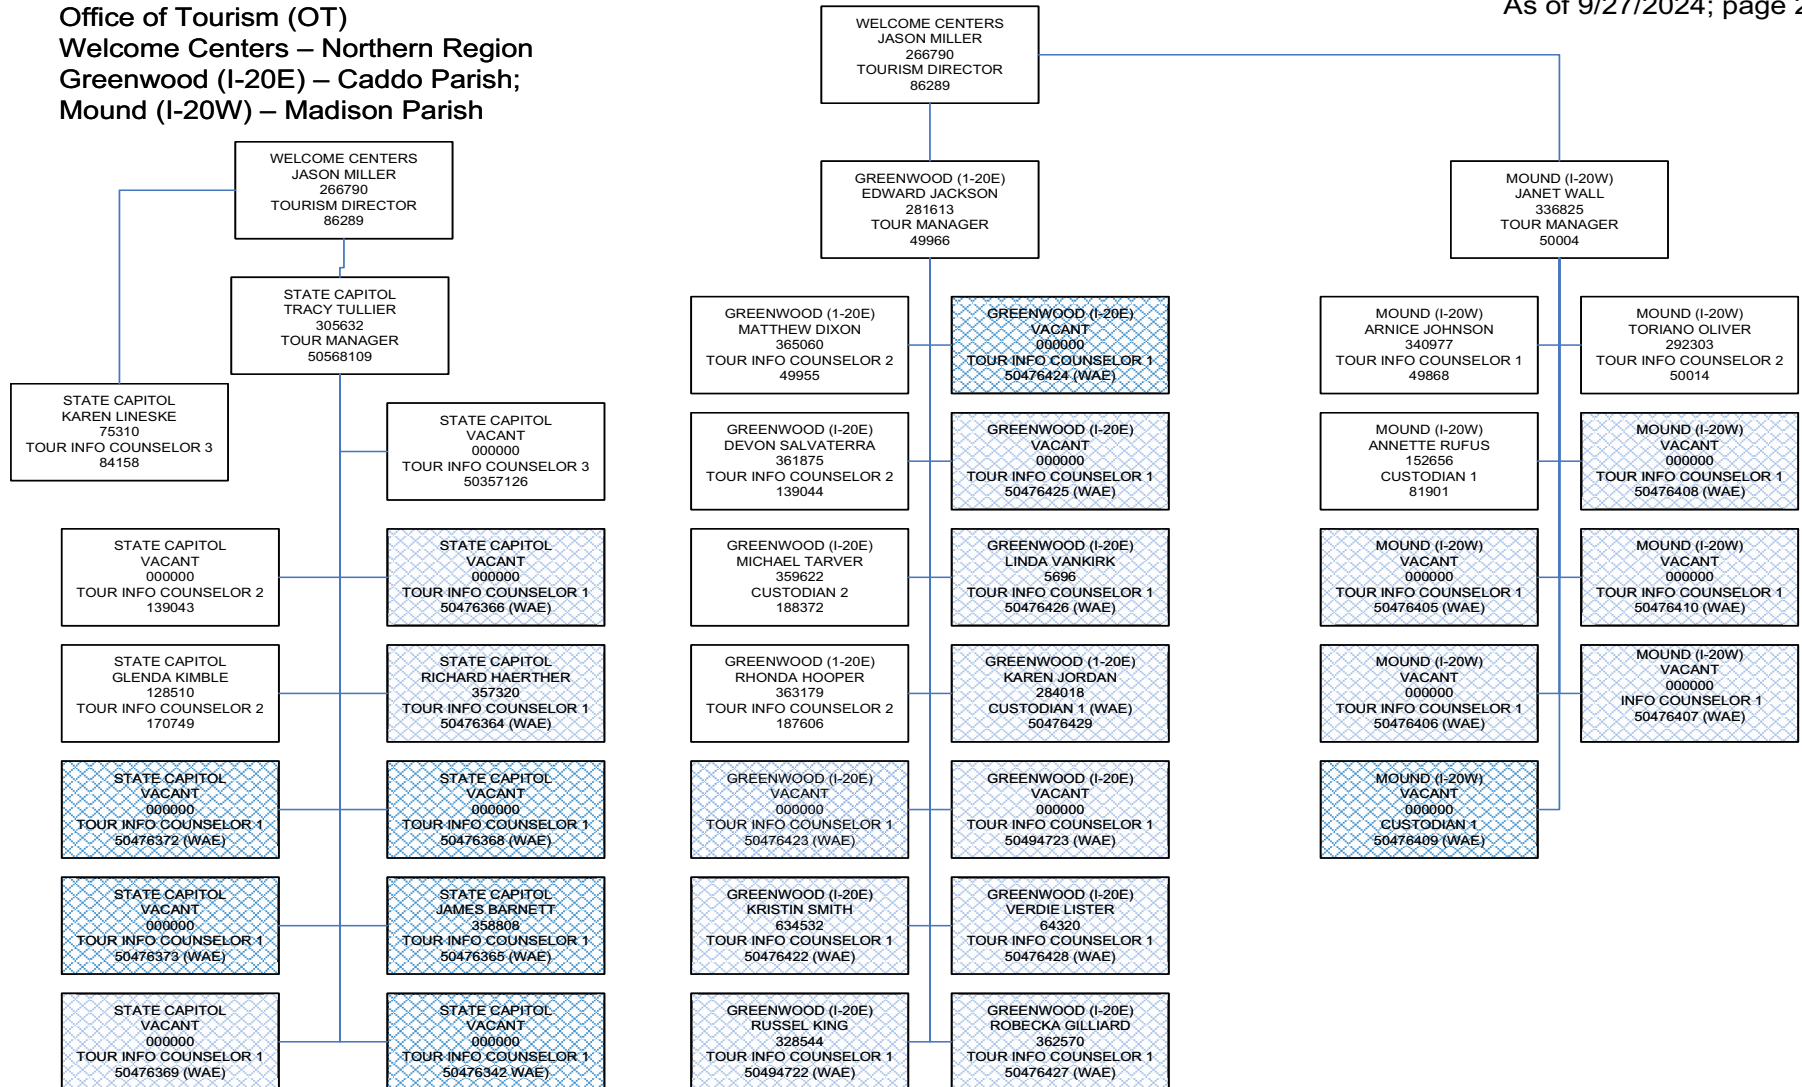 Office of Tourism (OT)
Welcome Centers – Northern Region
Greenwood (I-20E) – Caddo Parish;
Mound (I-20W) – Madison Parish
As of 9/27/2024; page 2
WELCOME CENTERS
JASON MILLER
266790
TOURISM DIRECTOR
86289
WELCOME CENTERS
JASON MILLER
266790
TOURISM DIRECTOR
86289
STATE CAPITOL
TRACY TULLIER
305632
TOUR MANAGER
50568109
STATE CAPITOL
KAREN LINESKE
75310
TOUR INFO COUNSELOR 3
84158
STATE CAPITOL
VACANT
000000
TOUR INFO COUNSELOR 3
50357126
STATE CAPITOL
VACANT
000000
TOUR INFO COUNSELOR 2
139043
STATE CAPITOL
VACANT
000000
TOUR INFO COUNSELOR 1
50476366 (WAE)
STATE CAPITOL
GLENDA KIMBLE
128510
TOUR INFO COUNSELOR 2
170749
STATE CAPITOL
RICHARD HAERTHER
357320
TOUR INFO COUNSELOR 1
50476364 (WAE)
STATE CAPITOL
VACANT
000000
TOUR INFO COUNSELOR 1
50476372 (WAE)
STATE CAPITOL
VACANT
000000
TOUR INFO COUNSELOR 1
50476368 (WAE)
STATE CAPITOL
VACANT
000000
TOUR INFO COUNSELOR 1
50476373 (WAE)
STATE CAPITOL
JAMES BARNETT
358808
TOUR INFO COUNSELOR 1
50476365 (WAE)
STATE CAPITOL
VACANT
000000
TOUR INFO COUNSELOR 1
50476369 (WAE)
STATE CAPITOL
VACANT
000000
TOUR INFO COUNSELOR 1
50476342 WAE)
GREENWOOD (1-20E)
EDWARD JACKSON
281613
TOUR MANAGER
49966
GREENWOOD (1-20E)
MATTHEW DIXON
365060
TOUR INFO COUNSELOR 2
49955
GREENWOOD (I-20E)
VACANT
000000
TOUR INFO COUNSELOR 1
50476424 (WAE)
GREENWOOD (I-20E)
DEVON SALVATERRA
361875
TOUR INFO COUNSELOR 2
139044
GREENWOOD (I-20E)
VACANT
000000
TOUR INFO COUNSELOR 1
50476425 (WAE)
GREENWOOD (I-20E)
MICHAEL TARVER
359622
CUSTODIAN 2
188372
GREENWOOD (I-20E)
LINDA VANKIRK
5696
TOUR INFO COUNSELOR 1
50476426 (WAE)
GREENWOOD (1-20E)
RHONDA HOOPER
363179
TOUR INFO COUNSELOR 2
187606
GREENWOOD (1-20E)
KAREN JORDAN
284018
CUSTODIAN 1 (WAE)
50476429
GREENWOOD (I-20E)
VACANT
000000
TOUR INFO COUNSELOR 1
50476423 (WAE)
GREENWOOD (I-20E)
VACANT
000000
TOUR INFO COUNSELOR 1
50494723 (WAE)
GREENWOOD (I-20E)
KRISTIN SMITH
634532
TOUR INFO COUNSELOR 1
50476422 (WAE)
GREENWOOD (I-20E)
VERDIE LISTER
64320
TOUR INFO COUNSELOR 1
50476428 (WAE)
GREENWOOD (I-20E)
RUSSEL KING
328544
TOUR INFO COUNSELOR 1
50494722 (WAE)
GREENWOOD (I-20E)
ROBECKA GILLIARD
362570
TOUR INFO COUNSELOR 1
50476427 (WAE)
MOUND (I-20W)
JANET WALL
336825
TOUR MANAGER
50004
MOUND (I-20W)
ARNICE JOHNSON
340977
TOUR INFO COUNSELOR 1
49868
MOUND (I-20W)
TORIANO OLIVER
292303
TOUR INFO COUNSELOR 2
50014
MOUND (I-20W)
ANNETTE RUFUS
152656
CUSTODIAN 1
81901
MOUND (I-20W)
VACANT
000000
TOUR INFO COUNSELOR 1
50476408 (WAE)
MOUND (I-20W)
VACANT
000000
TOUR INFO COUNSELOR 1
50476405 (WAE)
MOUND (I-20W)
VACANT
000000
TOUR INFO COUNSELOR 1
50476410 (WAE)
MOUND (I-20W)
VACANT
000000
TOUR INFO COUNSELOR 1
50476406 (WAE)
MOUND (I-20W)
VACANT
000000
INFO COUNSELOR 1
50476407 (WAE)
MOUND (I-20W)
VACANT
000000
CUSTODIAN 1
50476409 (WAE)